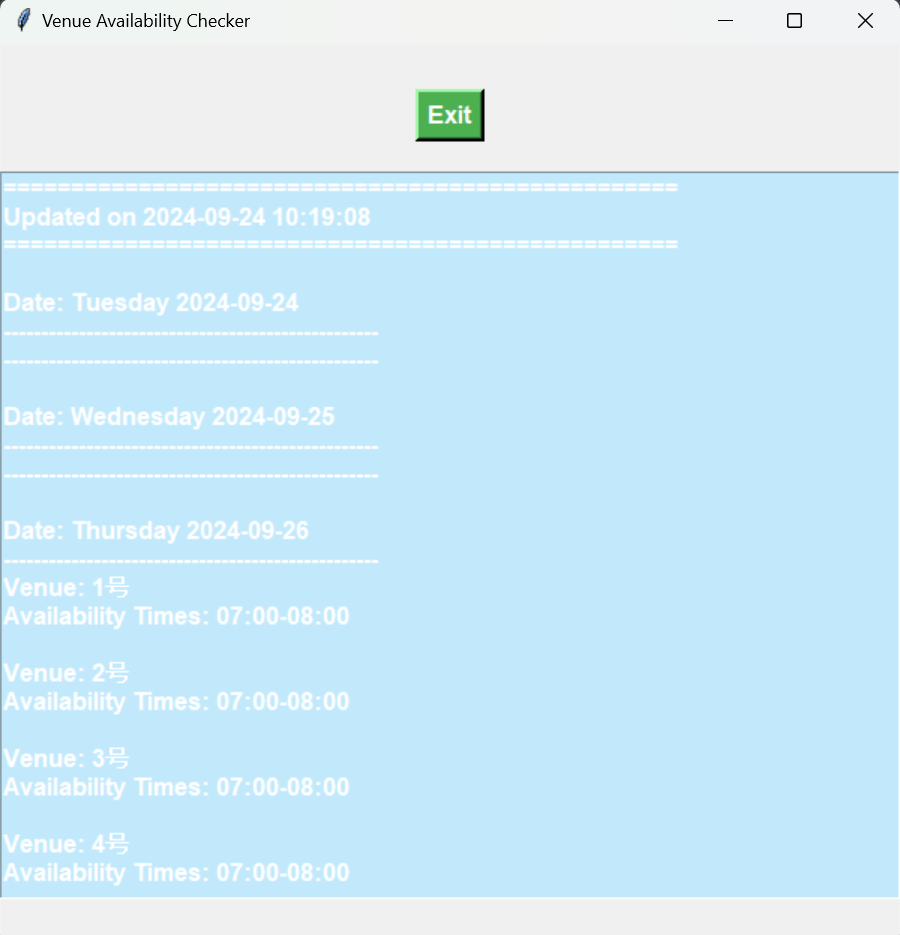 Venue Availability Checker
Exit
==================================================
Updated on 2024-09-24 10:19:08
==================================================
Date: Tuesday 2024-09-24
--------------------------------------------------
--------------------------------------------------
Date: Wednesday 2024-09-25
--------------------------------------------------
--------------------------------------------------
Date: Thursday 2024-09-26
--------------------------------------------------
Venue: 1号
Availability Times: 07:00-08:00
Venue: 2号
Availability Times: 07:00-08:00
Venue: 3号
Availability Times: 07:00-08:00
Venue: 4号
Availability Times: 07:00-08:00